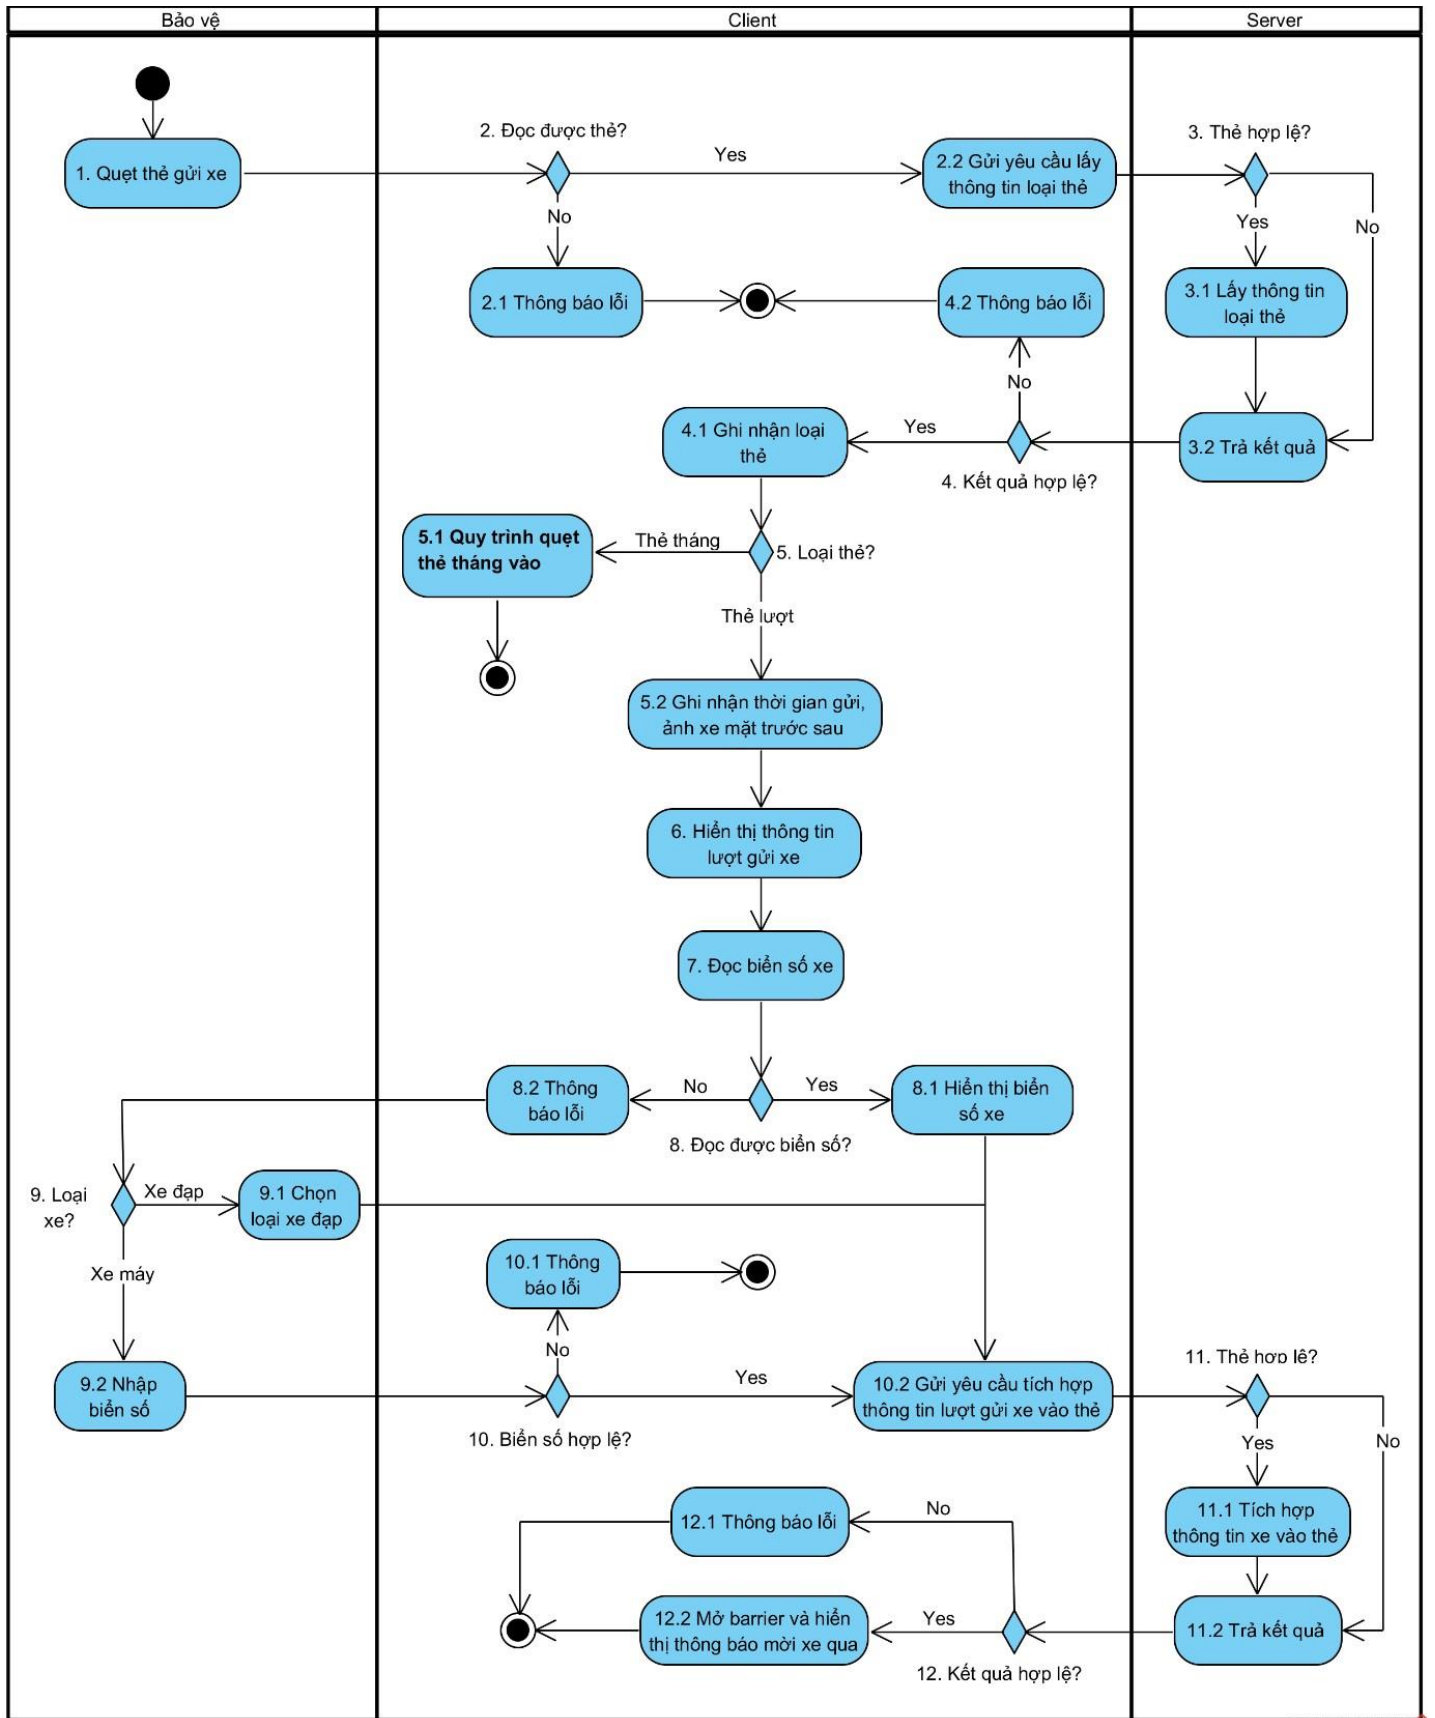 Bảo vệ
Client
Server
2. Đọc được thẻ?
3. Thẻ hợp lệ?
1. Quẹt thẻ gửi xe
Yes
2.2 Gửi yêu cầu lấy
thông tin loại thẻ
No
Yes
No
2.1 Thông báo lỗi
4.2 Thông báo lỗi
3.1 Lấy thông tin
loại thẻ
No
4.1 Ghi nhận loại
thẻ
Yes
3.2 Trả kết quả
4. Kết quả hợp lệ?
5.1 Quy trình quẹt
thẻ tháng vào
Thẻ tháng
5. Loại thẻ?
Thẻ lượt
5.2 Ghi nhận thời gian gửi,
ảnh xe mặt trước sau
6. Hiển thị thông tin
lượt gửi xe
7. Đọc biển số xe
8.2 Thông
báo lỗi
No
Yes
8.1 Hiển thị biển
số xe
8. Đọc được biển số?
9. Loại
xe?
Xe đạp
9.1 Chọn
loại xe đạp
Xe máy
10.1 Thông
báo lỗi
No
9.2 Nhập
biển số
Yes
10.2 Gửi yêu cầu tích hợp
thông tin lượt gửi xe vào thẻ
11. Thẻ hợp lệ?
10. Biển số hợp lệ?
Yes
No
12.1 Thông báo lỗi
No
11.1 Tích hợp
thông tin xe vào thẻ
12.2 Mở barrier và hiển
thị thông báo mời xe qua
Yes
11.2 Trả kết quả
12. Kết quả hợp lệ?